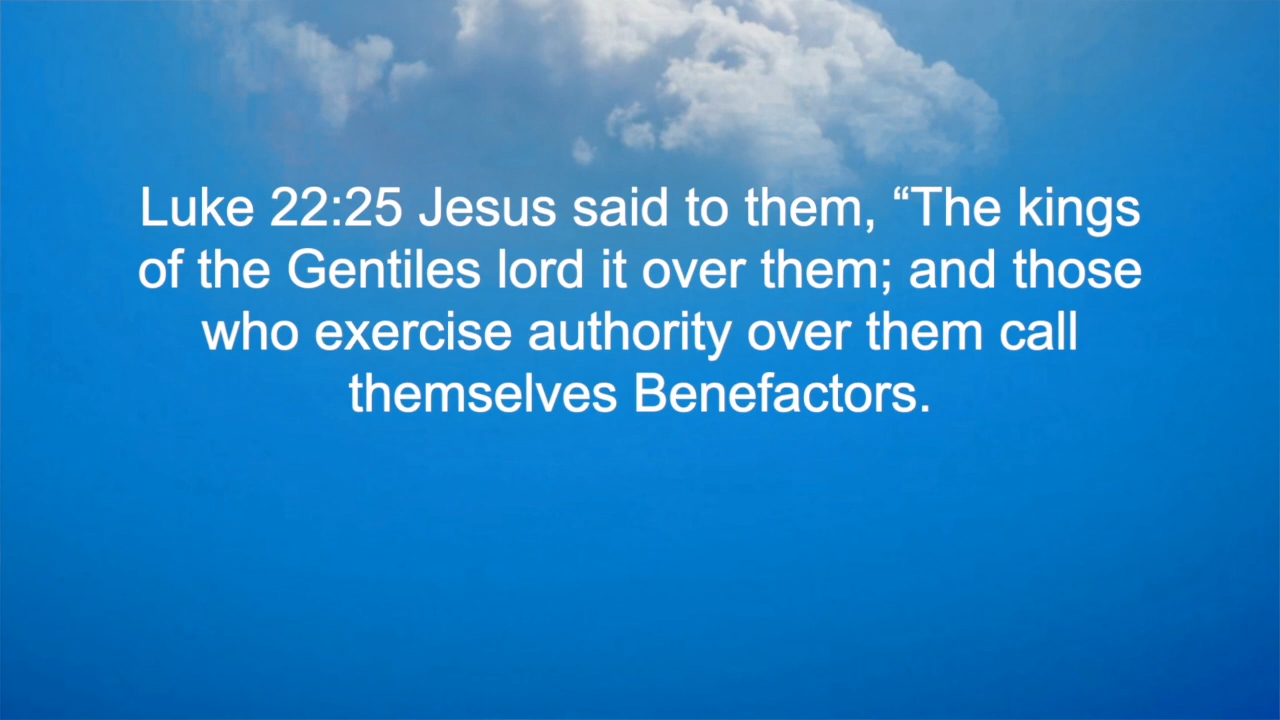 Luke 22:25 Jesus said to them, “The kings
of the Gentiles lord it over them; and those
who exercise authority over them call
themselves Benefactors.